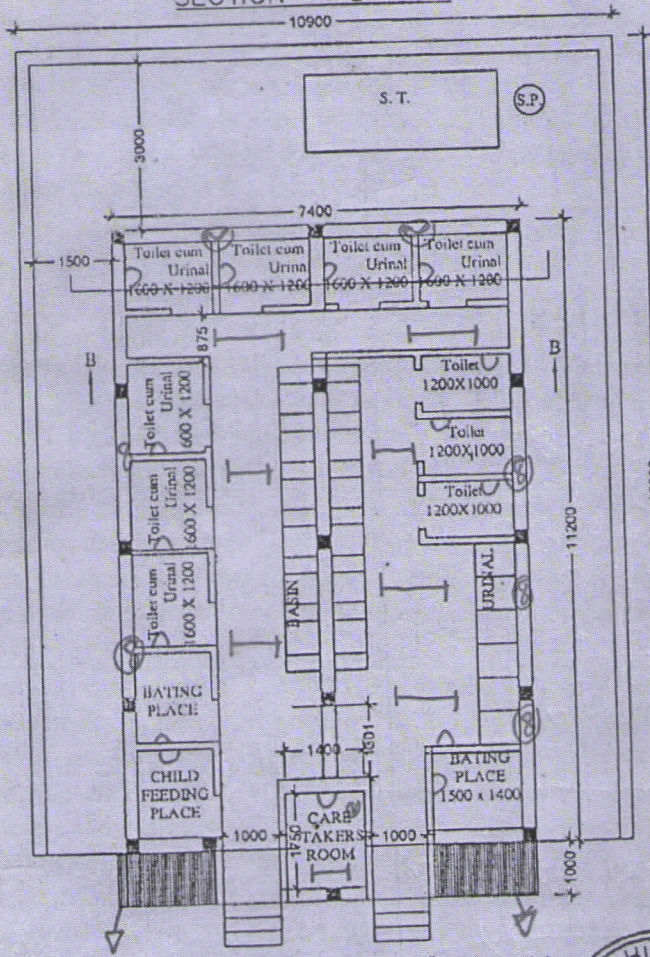 10900
S. T.
S.P.
3000
7400
1500
Toilet cum
Urinal
1600 X 1200
Toilet cum
Urinal
1600 X 1200
Toilet cum
Urinal
1600 X 1200
Toilet cum
Urinal
1600 X 1200
875
B
B
Toilet cum
Urinal
600 X 1200
Toilet
1200X1000
Toilet
1200X1000
Toilet cum
Urinal
1600 X 1200
Toilet
1200X1000
11200
Toilet cum
Urinal
1600 X 1200
BASIN
URINAL
BATING
PLACE
1400
CHILD
FEEDING
PLACE
BATING
PLACE
1500 x 1400
1000
CARE
TAKERS
ROOM
1000
1000